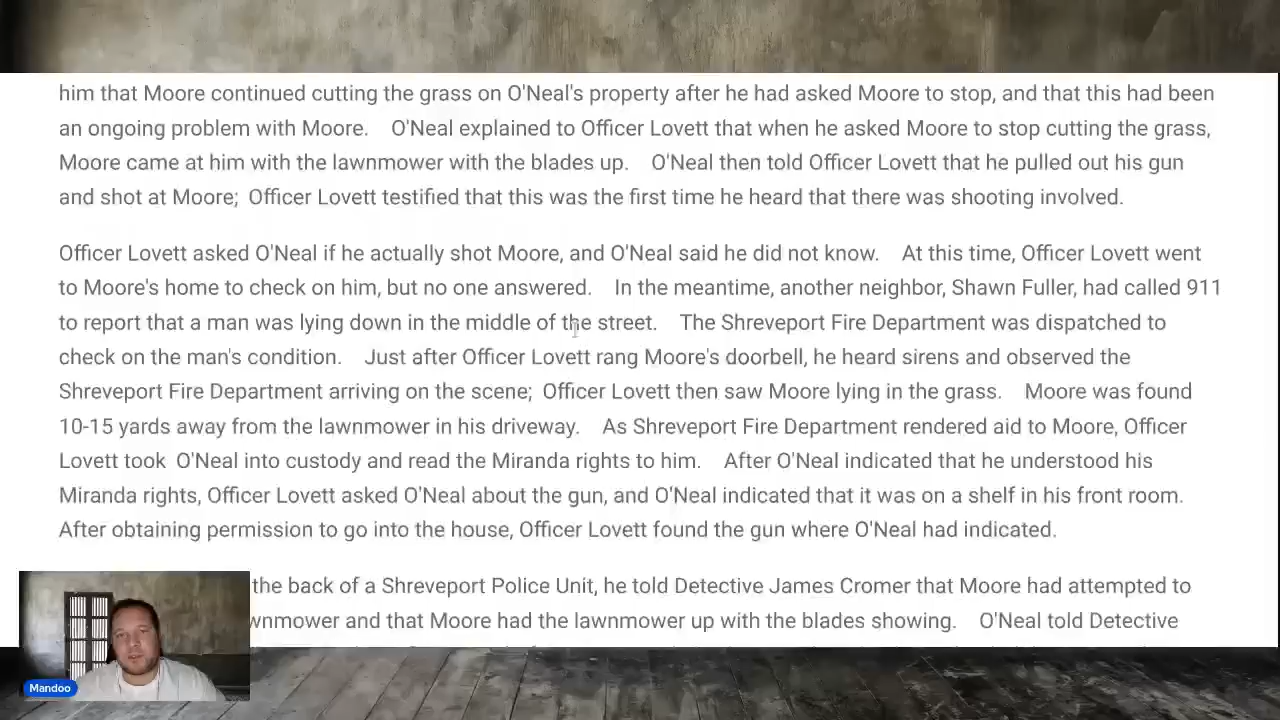 him that Moore continued cutting the grass on O'Neal's property after he had asked Moore to stop, and that this had been
an ongoing problem with Moore. O'Neal explained to Officer Lovett that when he asked Moore to stop cutting the grass,
Moore came at him with the lawnmower with the blades up. O'Neal then told Officer Lovett that he pulled out his gun
and shot at Moore; Officer Lovett testified that this was the first time he heard that there was shooting involved.
Officer Lovett asked O'Neal if he actually shot Moore, and O'Neal said he did not know. At this time, Officer Lovett went
to Moore's home to check on him, but no one answered. In the meantime, another neighbor, Shawn Fuller, had called 911
to report that a man was lying down in the middle of the street. The Shreveport Fire Department was dispatched to
check on the man's condition. Just after Officer Lovett rang Moore's doorbell, he heard sirens and observed the
Shreveport Fire Department arriving on the scene; Officer Lovett then saw Moore lying in the grass. Moore was found
10-15 yards away from the lawnmower in his driveway. As Shreveport Fire Department rendered aid to Moore, Officer
Lovett took O'Neal into custody and read the Miranda rights to him. After O'Neal indicated that he understood his
Miranda rights, Officer Lovett asked O'Neal about the gun, and O'Neal indicated that it was on a shelf in his front room.
After obtaining permission to go into the house, Officer Lovett found the gun where O'Neal had indicated.
the back of a Shreveport Police Unit, he told Detective James Cromer that Moore had attempted to
wnmower and that Moore had the lawnmower up with the blades showing. O'Neal told Detective
Mandoo